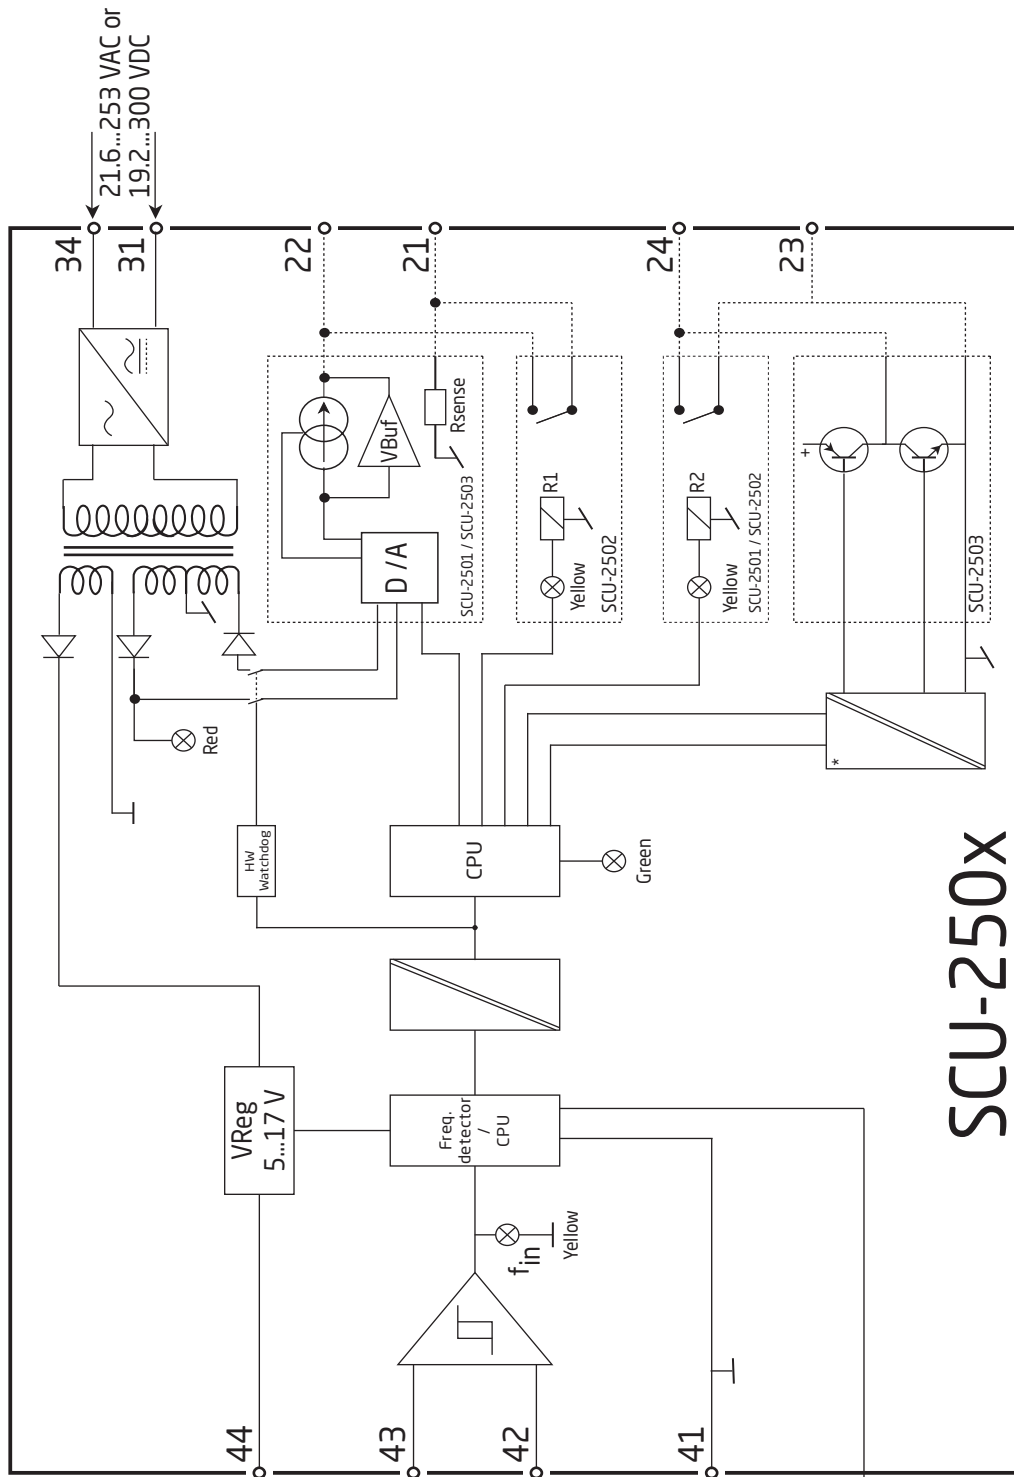 21.6...253 VAC or
19.2...300 VDC
34
31
22
21
24
23
VBuf
Rsense
D /A
SCU-2501 / SCU-2503
R1
Yellow
SCU-2502
R2
Yellow
SCU-2501 / SCU-2502
+
SCU-2503
*
Red
HW
Watchdog
CPU
Green
VReg
5...17 V
Freq.
detector
/
CPU
fin
Yellow
44
43
42
41
SCU-250x